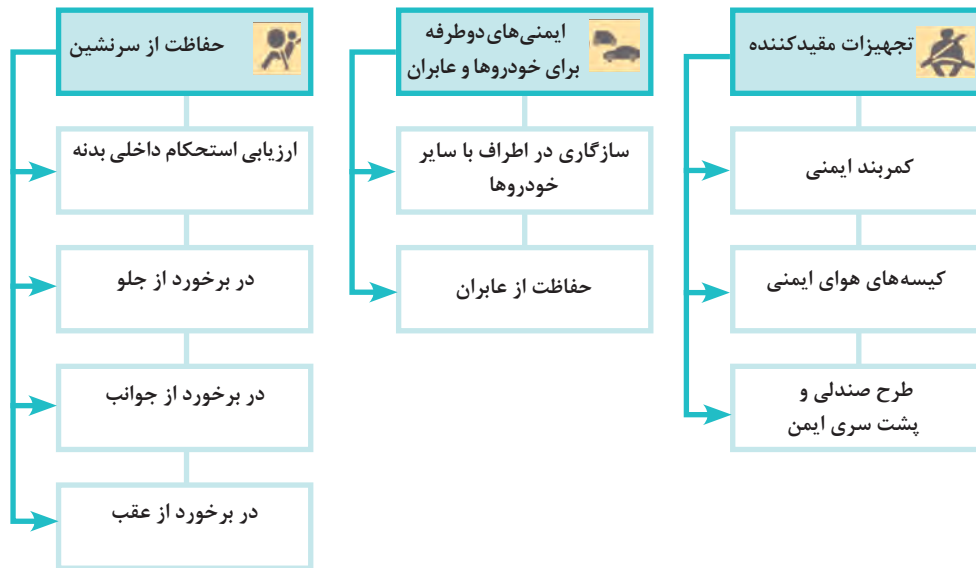 تجهیزات مقیدکننده
کمربند ایمنی
کیسه‌های هوای ایمنی
طرح صندلی و
پشت سری ایمن
ایمنی‌های دوطرفه
برای خودروها و عابران
سازگاری در اطراف با سایر
خودروها
حفاظت از عابران
حفاظت از سرنشین
ارزیابی استحکام داخلی بدنه
در برخورد از جلو
در برخورد از جوانب
در برخورد از عقب